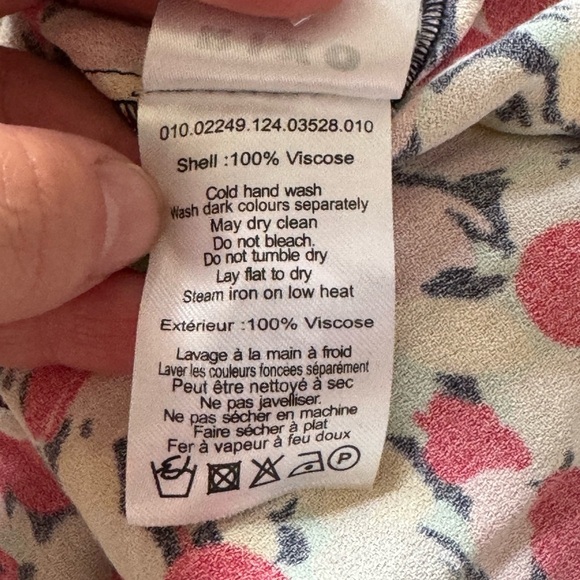 010.02249.124.03528.010
Shell :100% Viscose
Cold hand wash
Wash dark colours separately
May dry clean
Do not bleach.
Do not tumble dry
Lay flat to dry
Steam iron on low heat
Extérieur :100% Viscose
Lavage à la main à froid
Laver les couleurs foncées séparément
Peut être nettoyé à sec
Ne pas javelliser.
Ne pas sécher en machine
Faire sécher à plat
Fer à vapeur à feu doux
P